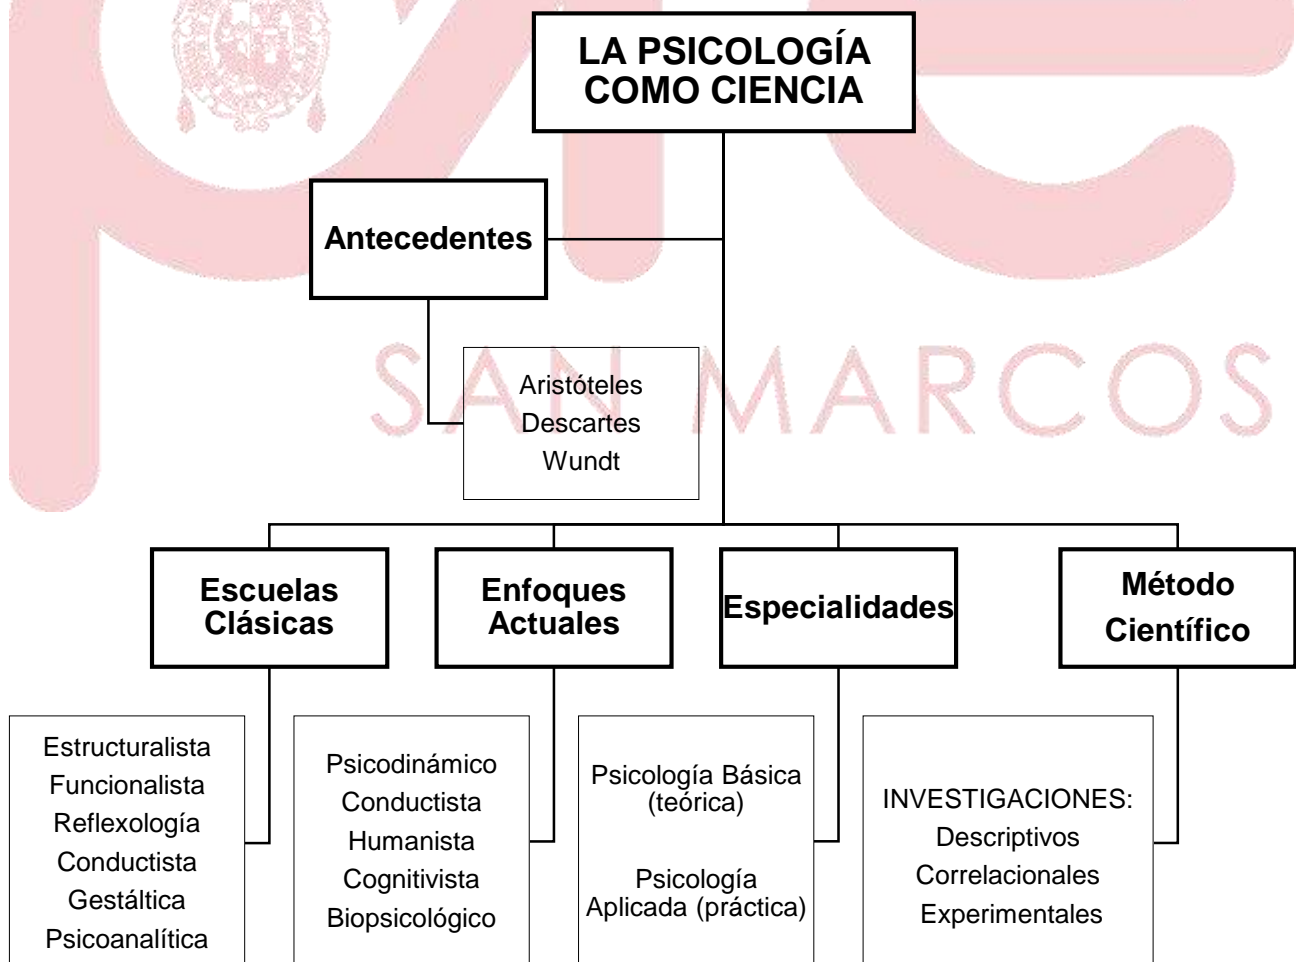 LA PSICOLOGÍA
COMO CIENCIA
Antecedentes
Aristóteles
Descartes
Wundt
SAN MARCOS
Escuelas
Clásicas
Enfoques
Actuales
Especialidades
Método
Científico
Estructuralista
Funcionalista
Reflexología
Conductista
Gestáltica
Psicoanalítica
Psicodinámico
Conductista
Humanista
Cognitivista
Biopsicológico
Psicología Básica
(teórica)
Psicología
Aplicada (práctica)
INVESTIGACIONES:
Descriptivos
Correlacionales
Experimentales